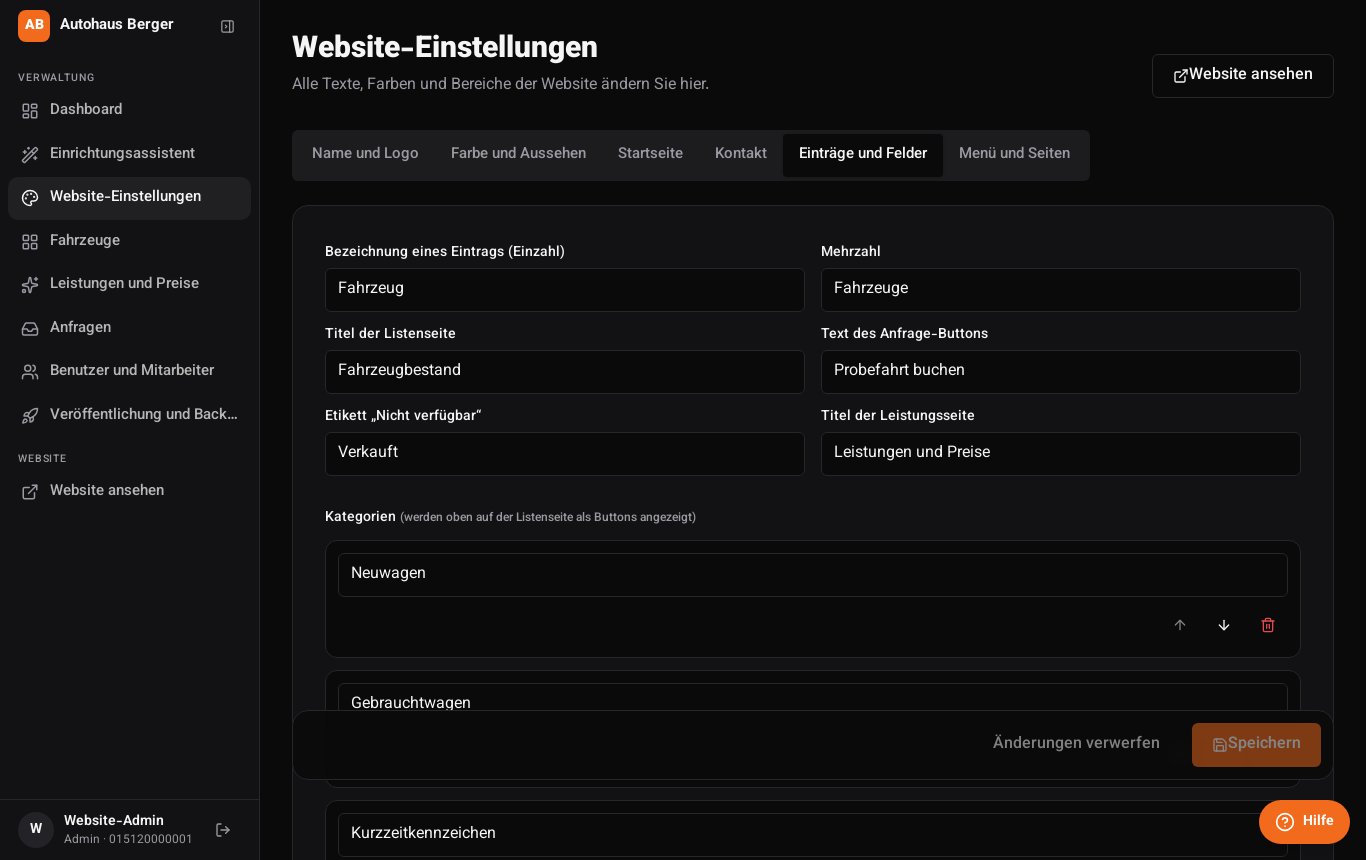 AB Autohaus Berger
VERWALTUNG
Dashboard
Einrichtungsassistent
Website-Einstellungen
Fahrzeuge
Leistungen und Preise
Anfragen
Benutzer und Mitarbeiter
Veröffentlichung und Back…
WEBSITE
Website ansehen
W
Website-Admin
Admin · 015120000001
Website-Einstellungen
Alle Texte, Farben und Bereiche der Website ändern Sie hier.
Website ansehen
Name und Logo Farbe und Aussehen Startseite Kontakt Einträge und Felder Menü und Seiten
Bezeichnung eines Eintrags (Einzahl) Mehrzahl
Fahrzeug Fahrzeuge
Titel der Listenseite Text des Anfrage-Buttons
Fahrzeugbestand Probefahrt buchen
Etikett „Nicht verfügbar“ Titel der Leistungsseite
Verkauft Leistungen und Preise
Kategorien (werden oben auf der Listenseite als Buttons angezeigt)
Neuwagen
Gebrauchtwagen
Änderungen verwerfen Speichern
Kurzzeitkennzeichen
Hilfe